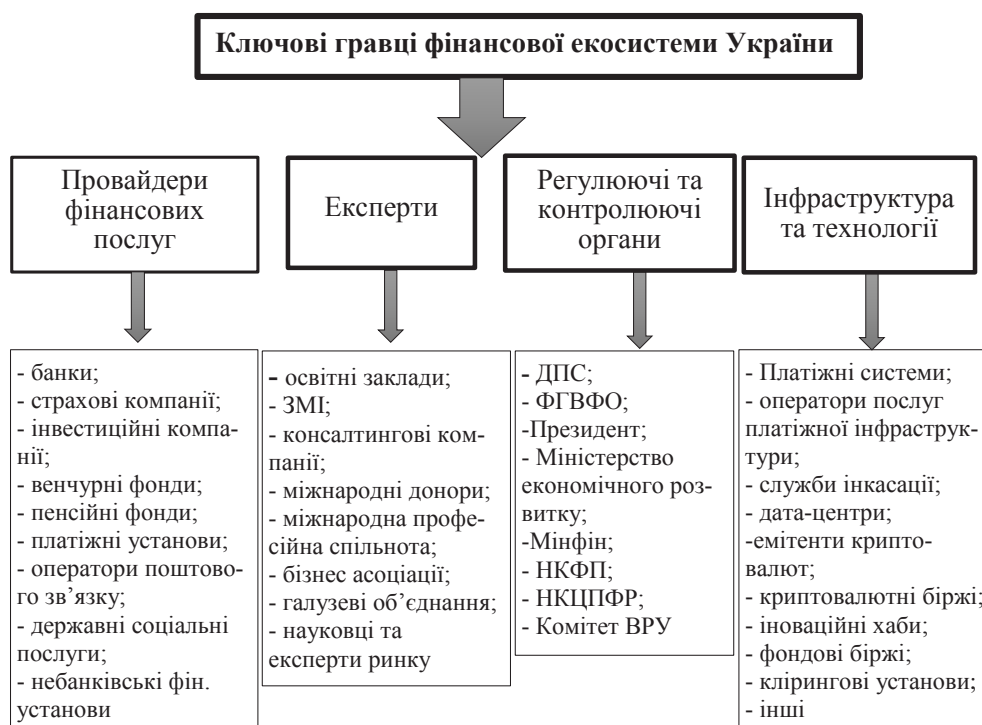 Ключові гравці фінансової екосистеми України
Провайдери
фінансових
послуг
Експерти
Регулюючі та
контролюючі
органи
Інфраструктура
та технології
- банки;
- страхові компанії;
- інвестиційні компа-
нії;
- венчурні фонди;
- пенсійні фонди;
- платіжні установи;
- оператори поштово-
го зв’язку;
- державні соціальні
послуги;
- небанківські фін.
установи
- освітні заклади;
- ЗМІ;
- консалтингові ком-
панії;
- міжнародні донори;
- міжнародна профе-
сійна спільнота;
- бізнес асоціації;
- галузеві об’єднання;
- науковці та
експерти ринку
- ДПС;
- ФГВФО;
-Президент;
- Міністерство
економічного роз-
витку;
-Мінфін;
- НКФП;
- НКЦПФР;
- Комітет ВРУ
- Платіжні системи;
- оператори послуг
платіжної інфраструк-
тури;
- служби інкасації;
- дата-центри;
-емітенти крипто-
валют;
- криптовалютні біржі;
- іноваційні хаби;
- фондові біржі;
- клірингові установи;
- інші